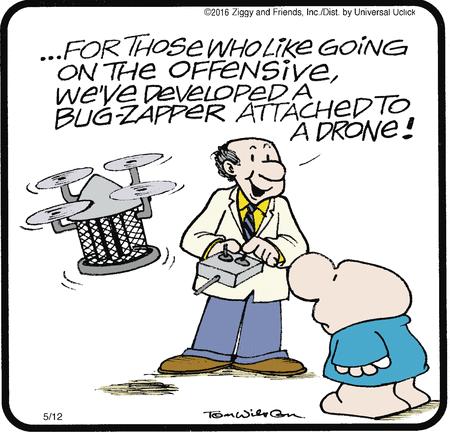 ©2016 Ziggy and Friends, Inc./Dist. by Universal Uclick
...FOR THOSE WHO LIKE GOING
ON THE OFFENSIVE,
WE'VE DEVELOPED A
BUG-ZAPPER ATTACHED TO
A DRONE!
5/12
Tom Wilson